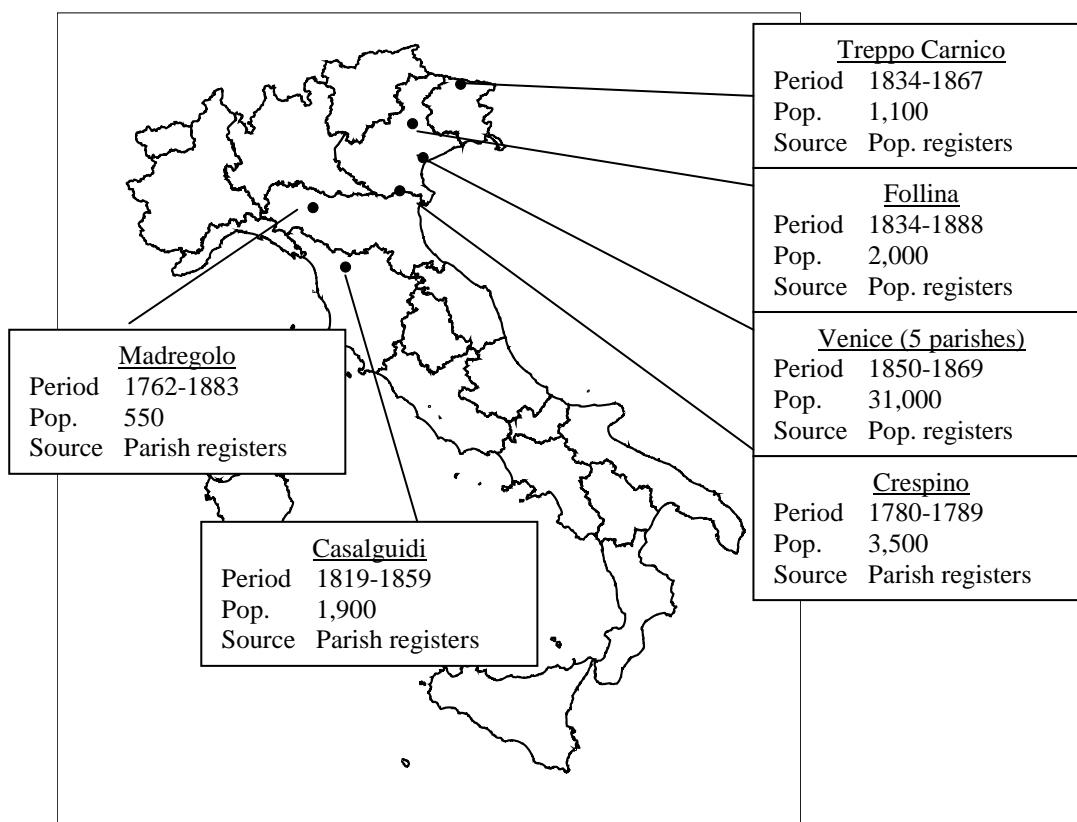 Treppo Carnico
Period 1834-1867
Pop. 1,100
Source Pop. registers
Follina
Period 1834-1888
Pop. 2,000
Source Pop. registers
Venice (5 parishes)
Period 1850-1869
Pop. 31,000
Source Pop. registers
Crespino
Period 1780-1789
Pop. 3,500
Source Parish registers
Madregolo
Period 1762-1883
Pop. 550
Source Parish registers
Casalguidi
Period 1819-1859
Pop. 1,900
Source Parish registers